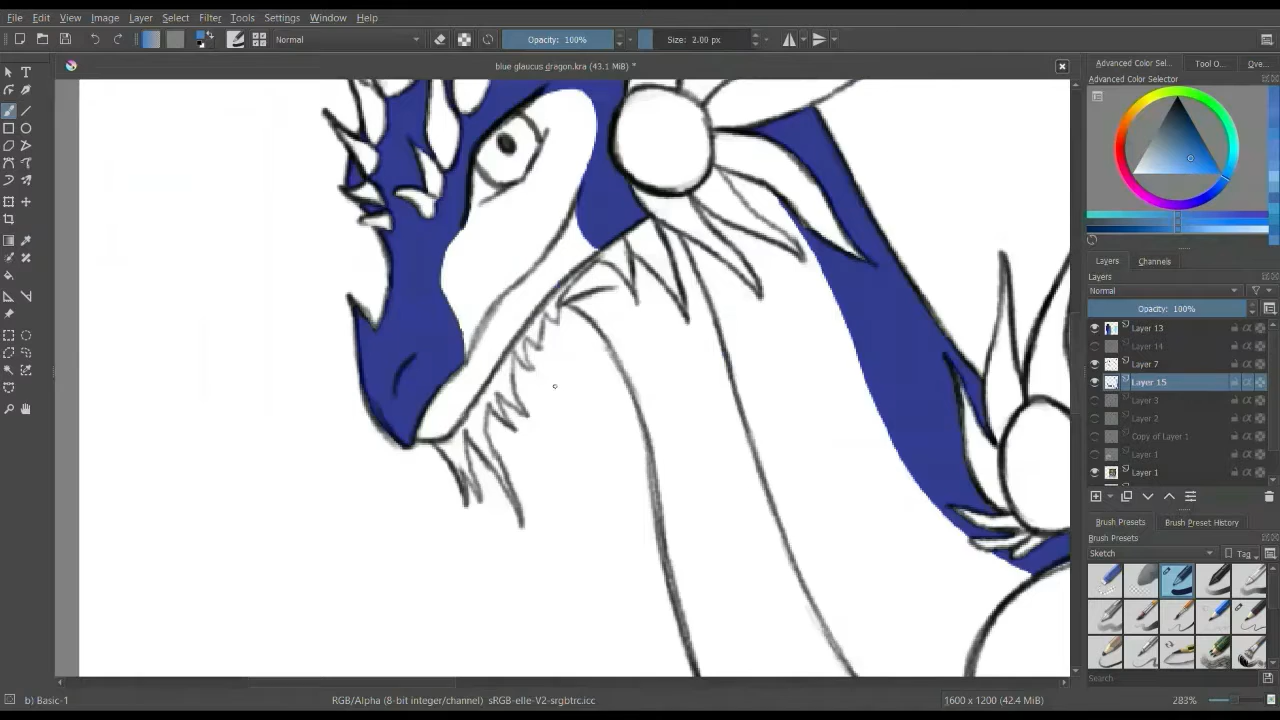 File Edit View Image Layer Select Filter Tools Settings Window Help
Normal Opacity: 100% Size: 2.00 px
blue glaucus dragon.kra (43.1 MiB) *
Advanced Color Sel... Tool O... Ove...
Advanced Color Selector
Layers Channels
Layers
Normal
Opacity: 100%
Layer 13
Layer 14
Layer 7
Layer 15
Layer 3
Layer 2
Copy of Layer 1
Layer 1
Layer 1
Brush Presets Brush Preset History
Brush Presets
Sketch Tag
Search
b) Basic-1 RGB/Alpha (8-bit integer/channel) sRGB-elle-V2-srgbtrc.icc 1600 x 1200 (42.4 MiB) 283%